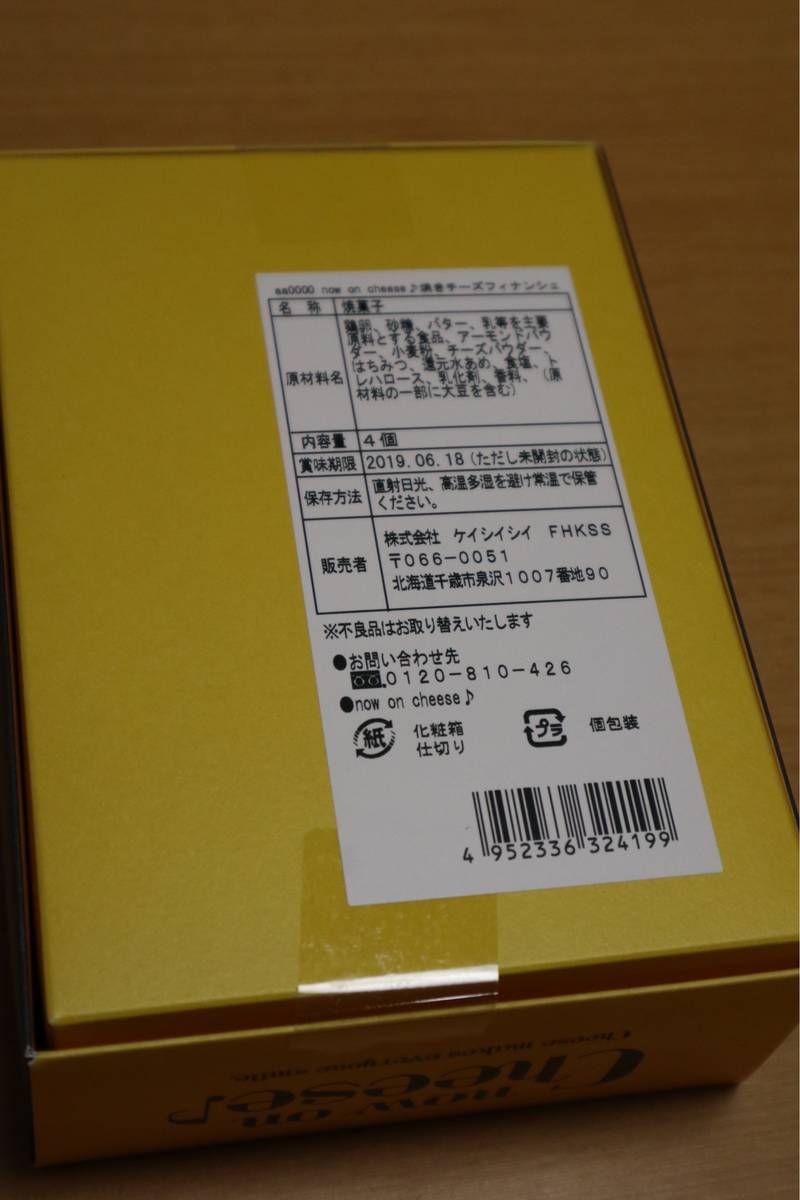 aa0000 now on cheese♪焼きチーズフィナンシェ
名 称 焼菓子
原材料名
鶏卵、砂糖、バター、乳等を主要
原料とする食品、アーモンドパウ
ダー、小麦粉、チーズパウダー、
はちみつ、還元水あめ、食塩、ト
レハロース、乳化剤、香料、（原
材料の一部に大豆を含む）
内容量 4個
賞味期限 2019.06.18（ただし未開封の状態）
保存方法 直射日光、高温多湿を避け常温で保管
ください。
販売者
株式会社 ケイシイシイ FHKSS
〒066-0051
北海道千歳市泉沢1007番地90
※不良品はお取り替えいたします
●お問い合わせ先
0120-810-426
●now on cheese♪
紙 化粧箱
仕切り
プラ 個包装
4 952336 324199
Cheese makes everyone smile.
now on
Cheese♪